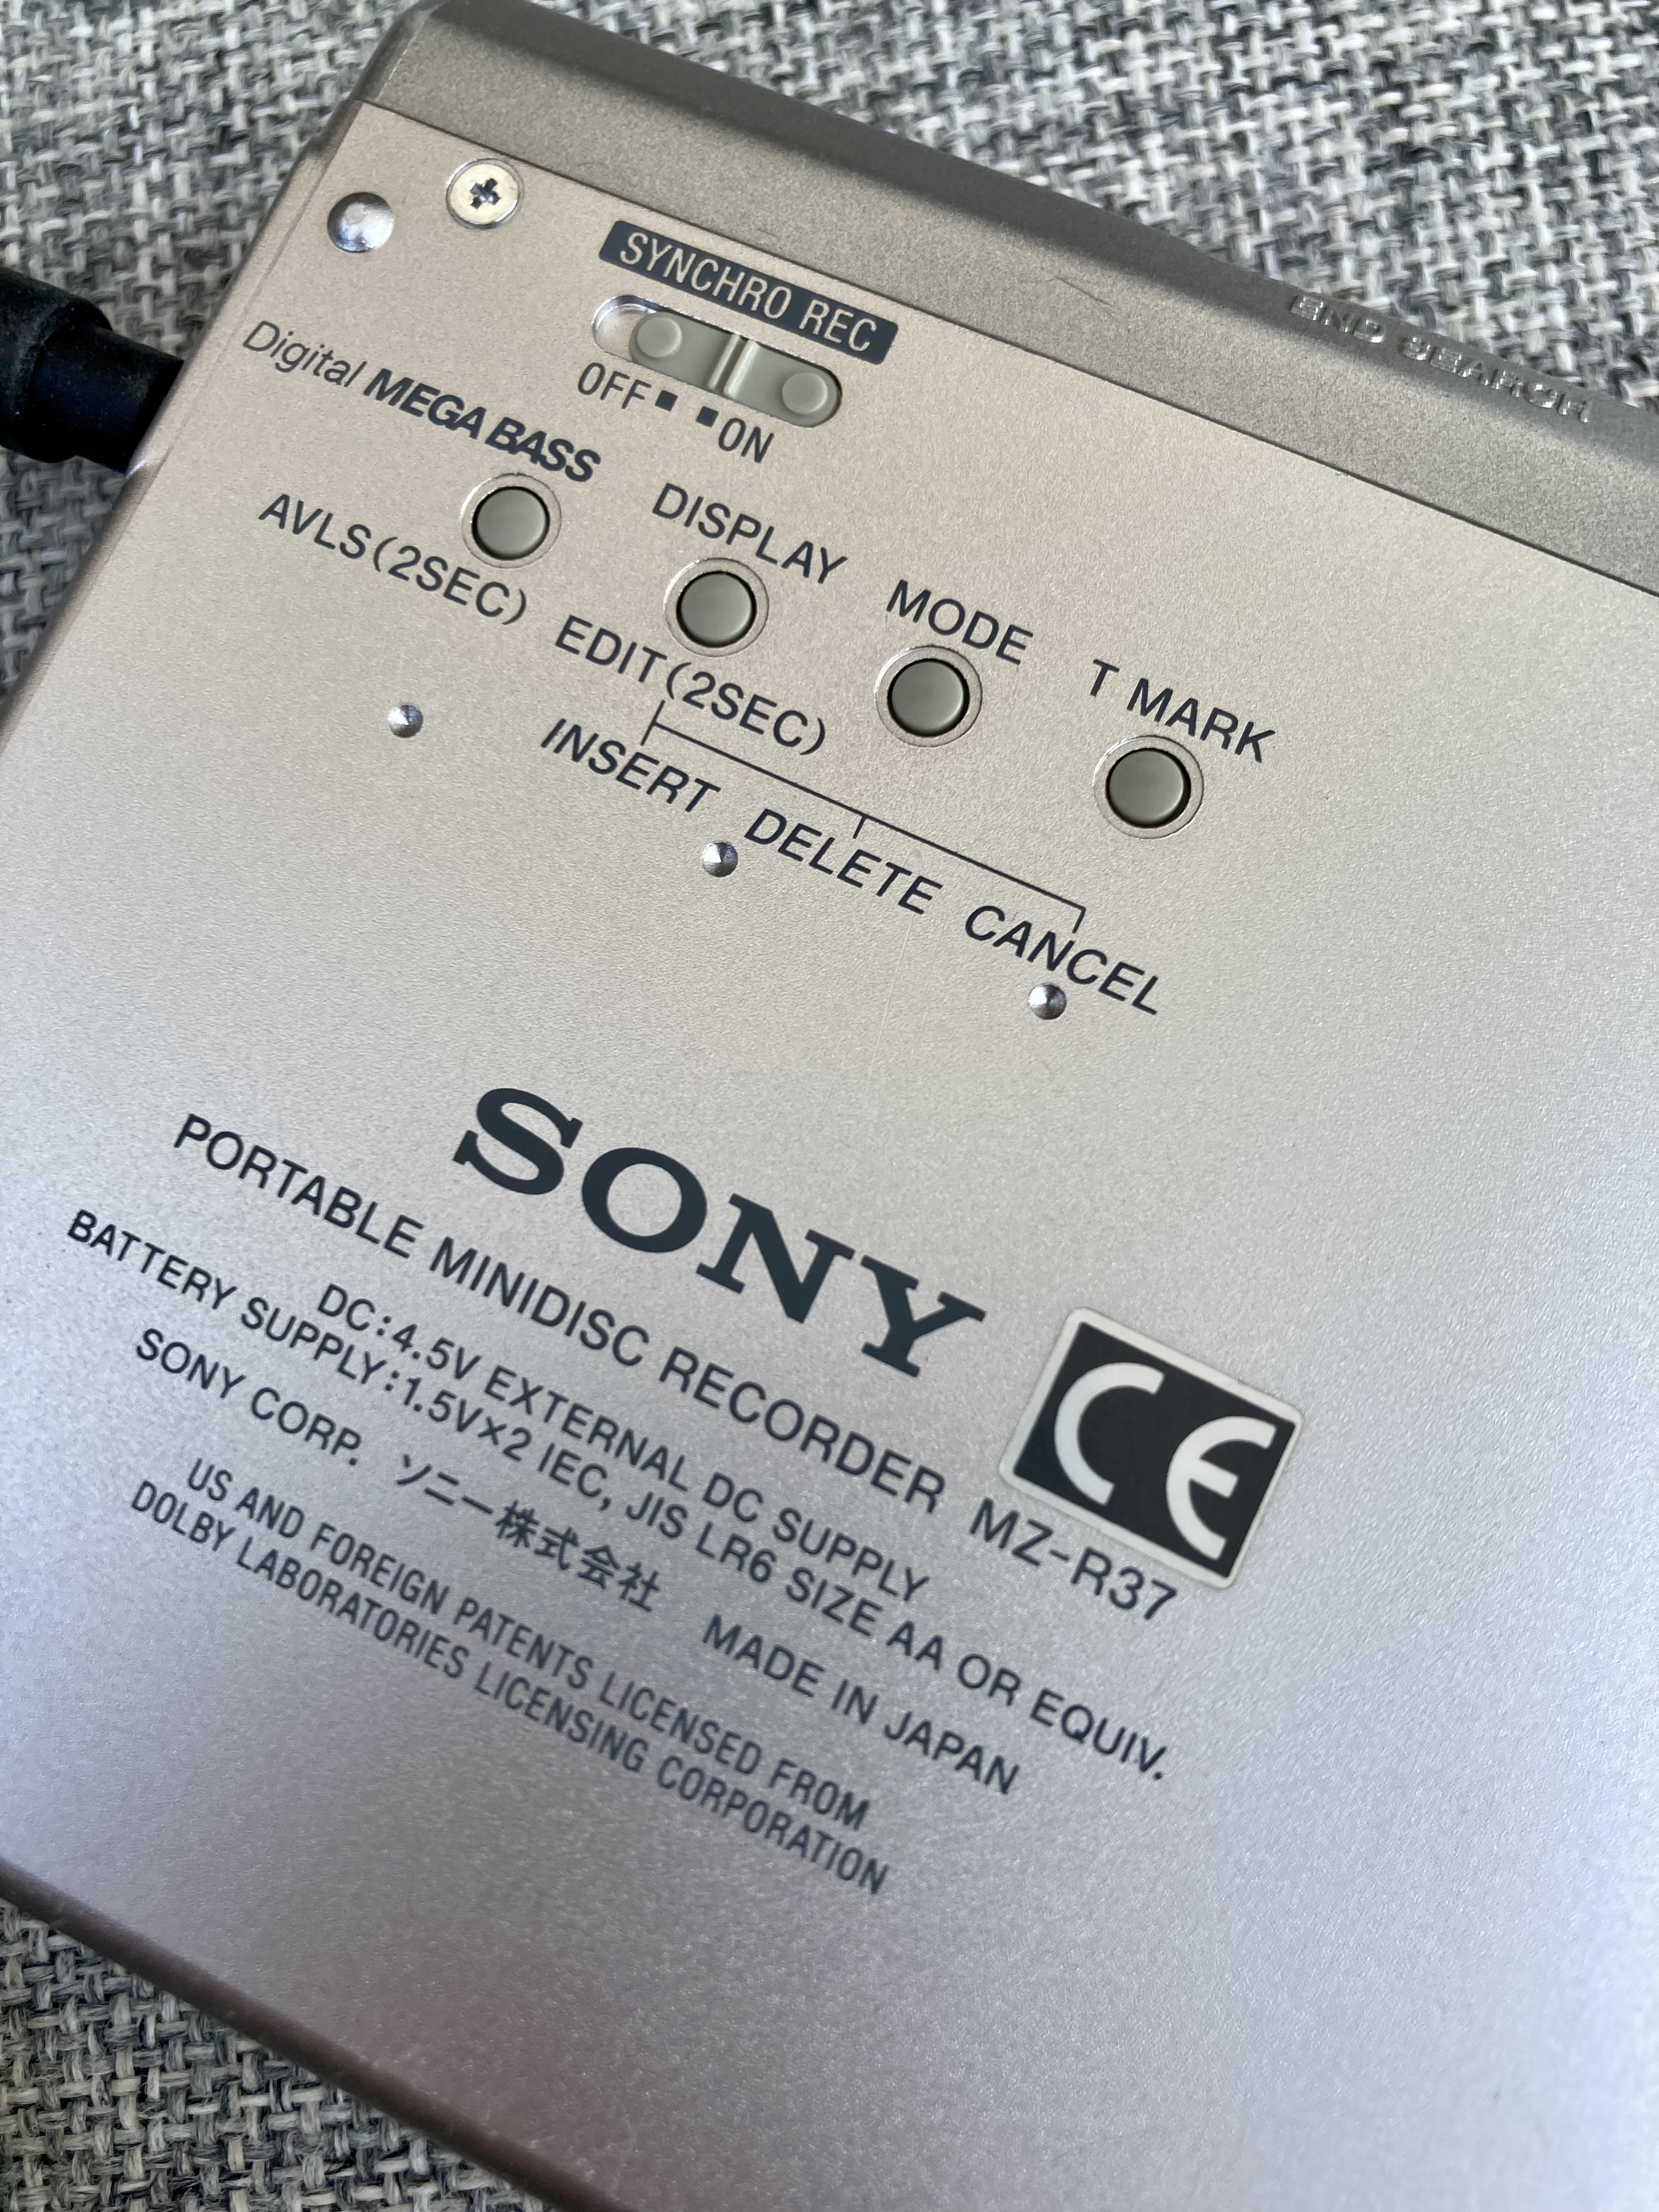 END SEARCH
SYNCHRO REC
OFF ON
Digital MEGA BASS
AVLS(2SEC)
DISPLAY
EDIT(2SEC)
MODE
T MARK
INSERT DELETE CANCEL
SONY
CE
PORTABLE MINIDISC RECORDER MZ-R37
DC:4.5V EXTERNAL DC SUPPLY
BATTERY SUPPLY:1.5V×2 IEC, JIS LR6 SIZE AA OR EQUIV.
SONY CORP. ソニー株式会社 MADE IN JAPAN
US AND FOREIGN PATENTS LICENSED FROM
DOLBY LABORATORIES LICENSING CORPORATION